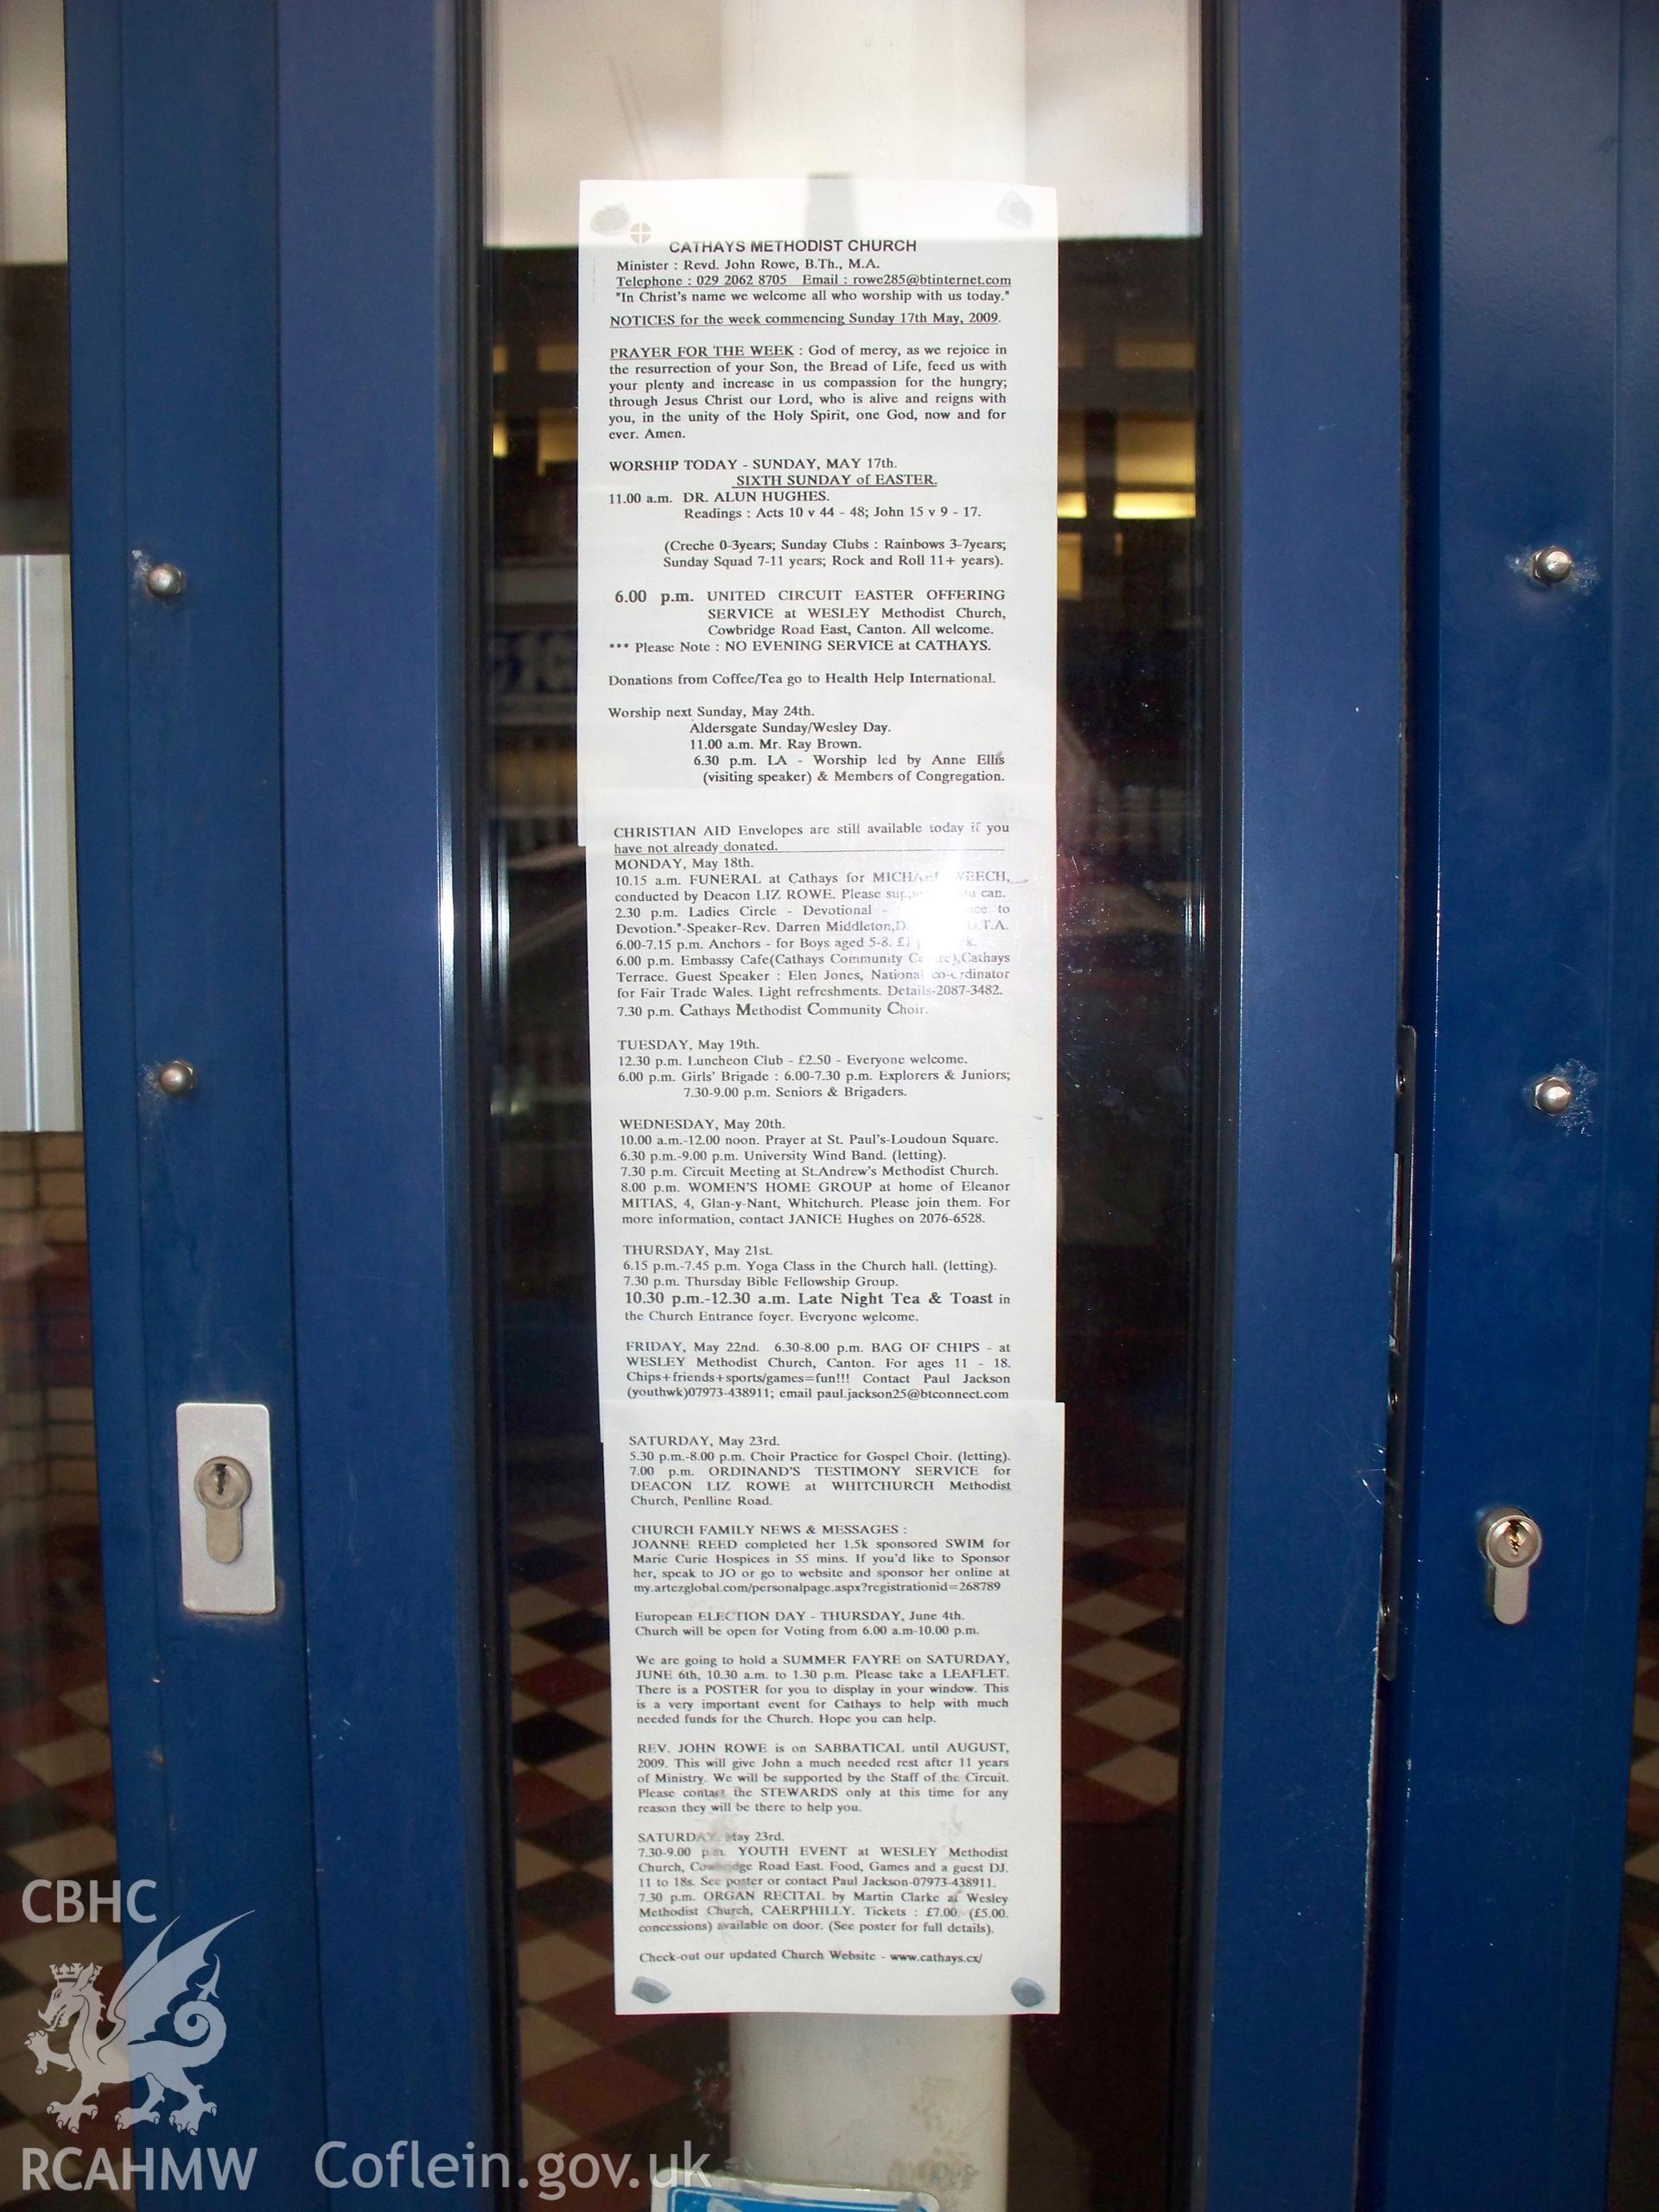 CATHAYS METHODIST CHURCH
Minister : Revd. John Rowe, B.Th., M.A.
Telephone : 029 2062 8705 Email : rowe285@btinternet.com
"In Christ's name we welcome all who worship with us today."
NOTICES for the week commencing Sunday 17th May, 2009.
PRAYER FOR THE WEEK : God of mercy, as we rejoice in
the resurrection of your Son, the Bread of Life, feed us with
your plenty and increase in us compassion for the hungry;
through Jesus Christ our Lord, who is alive and reigns with
you, in the unity of the Holy Spirit, one God, now and for
ever. Amen.
WORSHIP TODAY - SUNDAY, MAY 17th.
SIXTH SUNDAY of EASTER.
11.00 a.m. DR. ALUN HUGHES.
Readings : Acts 10 v 44 - 48; John 15 v 9 - 17.
(Creche 0-3years; Sunday Clubs : Rainbows 3-7years;
Sunday Squad 7-11 years; Rock and Roll 11+ years).
6.00 p.m. UNITED CIRCUIT EASTER OFFERING
SERVICE at WESLEY Methodist Church,
Cowbridge Road East, Canton. All welcome.
*** Please Note : NO EVENING SERVICE at CATHAYS.
Donations from Coffee/Tea go to Health Help International.
Worship next Sunday, May 24th.
Aldersgate Sunday/Wesley Day.
11.00 a.m. Mr. Ray Brown.
6.30 p.m. LA - Worship led by Anne Ellis
(visiting speaker) & Members of Congregation.
CHRISTIAN AID Envelopes are still available today if you
have not already donated.
MONDAY, May 18th.
10.15 a.m. FUNERAL at Cathays for
conducted by Deacon LIZ ROWE. Please can.
2.30 p.m. Ladies Circle - Devotional - to
Devotion."-Speaker-Rev. Darren Middleton,
6.00-7.15 p.m. Anchors - for Boys aged 5-8.
6.00 p.m. Embassy Cafe(Cathays Community Cathays
Terrace. Guest Speaker : Elen Jones, National co-ordinator
for Fair Trade Wales. Light refreshments. Details-2087-3482.
7.30 p.m. Cathays Methodist Community Choir.
TUESDAY, May 19th.
12.30 p.m. Luncheon Club - £2.50 - Everyone welcome.
6.00 p.m. Girls' Brigade : 6.00-7.30 p.m. Explorers & Juniors;
7.30-9.00 p.m. Seniors & Brigaders.
WEDNESDAY, May 20th.
10.00 a.m.-12.00 noon. Prayer at St. Paul's-Loudoun Square.
6.30 p.m.-9.00 p.m. University Wind Band. (letting).
7.30 p.m. Circuit Meeting at St.Andrew's Methodist Church.
8.00 p.m. WOMEN'S HOME GROUP at home of Eleanor
MITIAS, 4, Glan-y-Nant, Whitchurch. Please join them. For
more information, contact JANICE Hughes on 2076-6528.
THURSDAY, May 21st.
6.15 p.m.-7.45 p.m. Yoga Class in the Church hall. (letting).
7.30 p.m. Thursday Bible Fellowship Group.
10.30 p.m.-12.30 a.m. Late Night Tea & Toast in
the Church Entrance foyer. Everyone welcome.
FRIDAY, May 22nd. 6.30-8.00 p.m. BAG OF CHIPS - at
WESLEY Methodist Church, Canton. For ages 11 - 18.
Chips+friends+sports/games=fun!!! Contact Paul Jackson
(youthwk)07973-438911; email paul.jackson25@btconnect.com
SATURDAY, May 23rd.
5.30 p.m.-8.00 p.m. Choir Practice for Gospel Choir. (letting).
7.00 p.m. ORDINAND'S TESTIMONY SERVICE for
DEACON LIZ ROWE at WHITCHURCH Methodist
Church, Penlline Road.
CHURCH FAMILY NEWS & MESSAGES :
JOANNE REED completed her 1.5k sponsored SWIM for
Marie Curie Hospices in 55 mins. If you'd like to Sponsor
her, speak to JO or go to website and sponsor her online at
my.artezglobal.com/personalpage.aspx?registrationid=268789
European ELECTION DAY - THURSDAY, June 4th.
Church will be open for Voting from 6.00 a.m-10.00 p.m.
We are going to hold a SUMMER FAYRE on SATURDAY,
JUNE 6th, 10.30 a.m. to 1.30 p.m. Please take a LEAFLET.
There is a POSTER for you to display in your window. This
is a very important event for Cathays to help with much
needed funds for the Church. Hope you can help.
REV. JOHN ROWE is on SABBATICAL until AUGUST,
2009. This will give John a much needed rest after 11 years
of Ministry. We will be supported by the Staff of the Circuit.
Please contact the STEWARDS only at this time for any
reason they will be there to help you.
SATURDAY, May 23rd.
7.30-9.00 p.m. YOUTH EVENT at WESLEY Methodist
Church, Cowbridge Road East. Food, Games and a guest DJ.
11 to 18s. See poster or contact Paul Jackson-07973-438911.
7.30 p.m. ORGAN RECITAL by Martin Clarke at Wesley
Methodist Church, CAERPHILLY. Tickets : £7.00. (£5.00.
concessions) available on door. (See poster for full details).
Check-out our updated Church Website - www.cathays.cx/
CBHC
RCAHMW Coflein.gov.uk